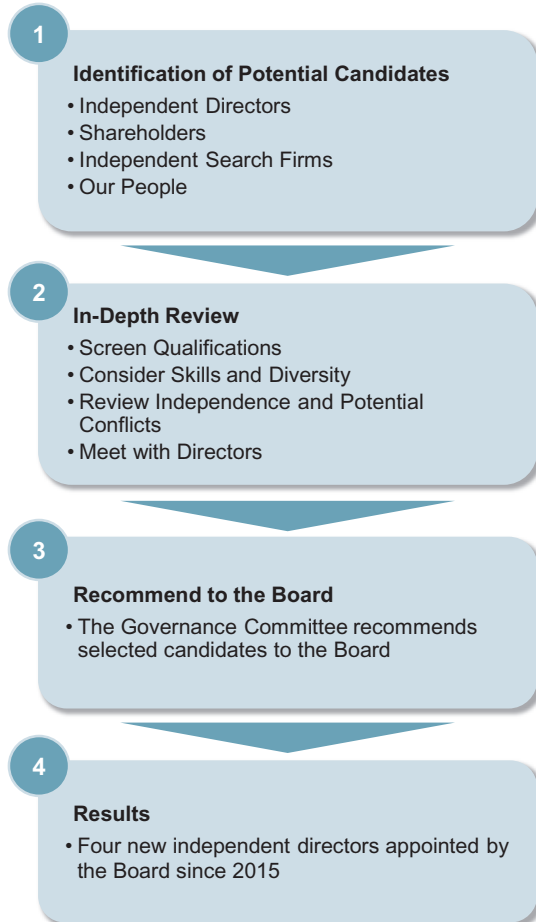 1
Identification of Potential Candidates
• Independent Directors
• Shareholders
• Independent Search Firms
• Our People
2
In-Depth Review
• Screen Qualifications
• Consider Skills and Diversity
• Review Independence and Potential
Conflicts
• Meet with Directors
3
Recommend to the Board
• The Governance Committee recommends
selected candidates to the Board
4
Results
• Four new independent directors appointed by
the Board since 2015